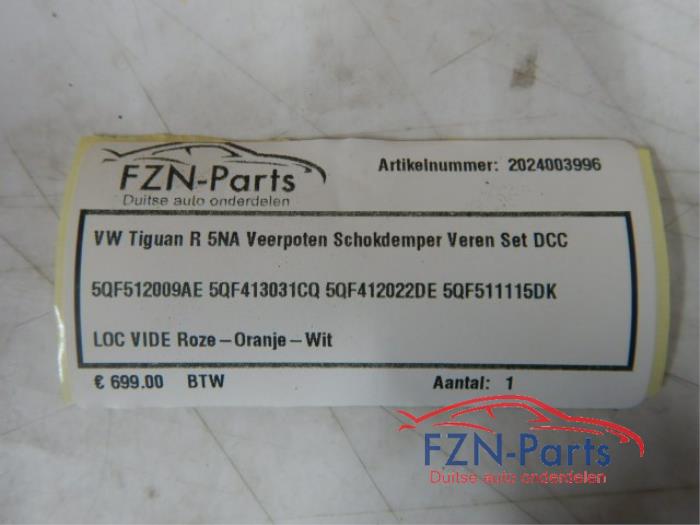 FZN-Parts
Duitse auto onderdelen
Artikelnummer: 2024003996
VW Tiguan R 5NA Veerpoten Schokdemper Veren Set DCC
5QF512009AE 5QF413031CQ 5QF412022DE 5QF511115DK
LOC VIDE Roze-Oranje-Wit
€ 699.00 BTW Aantal: 1
FZN-Parts
Duitse auto onderdelen